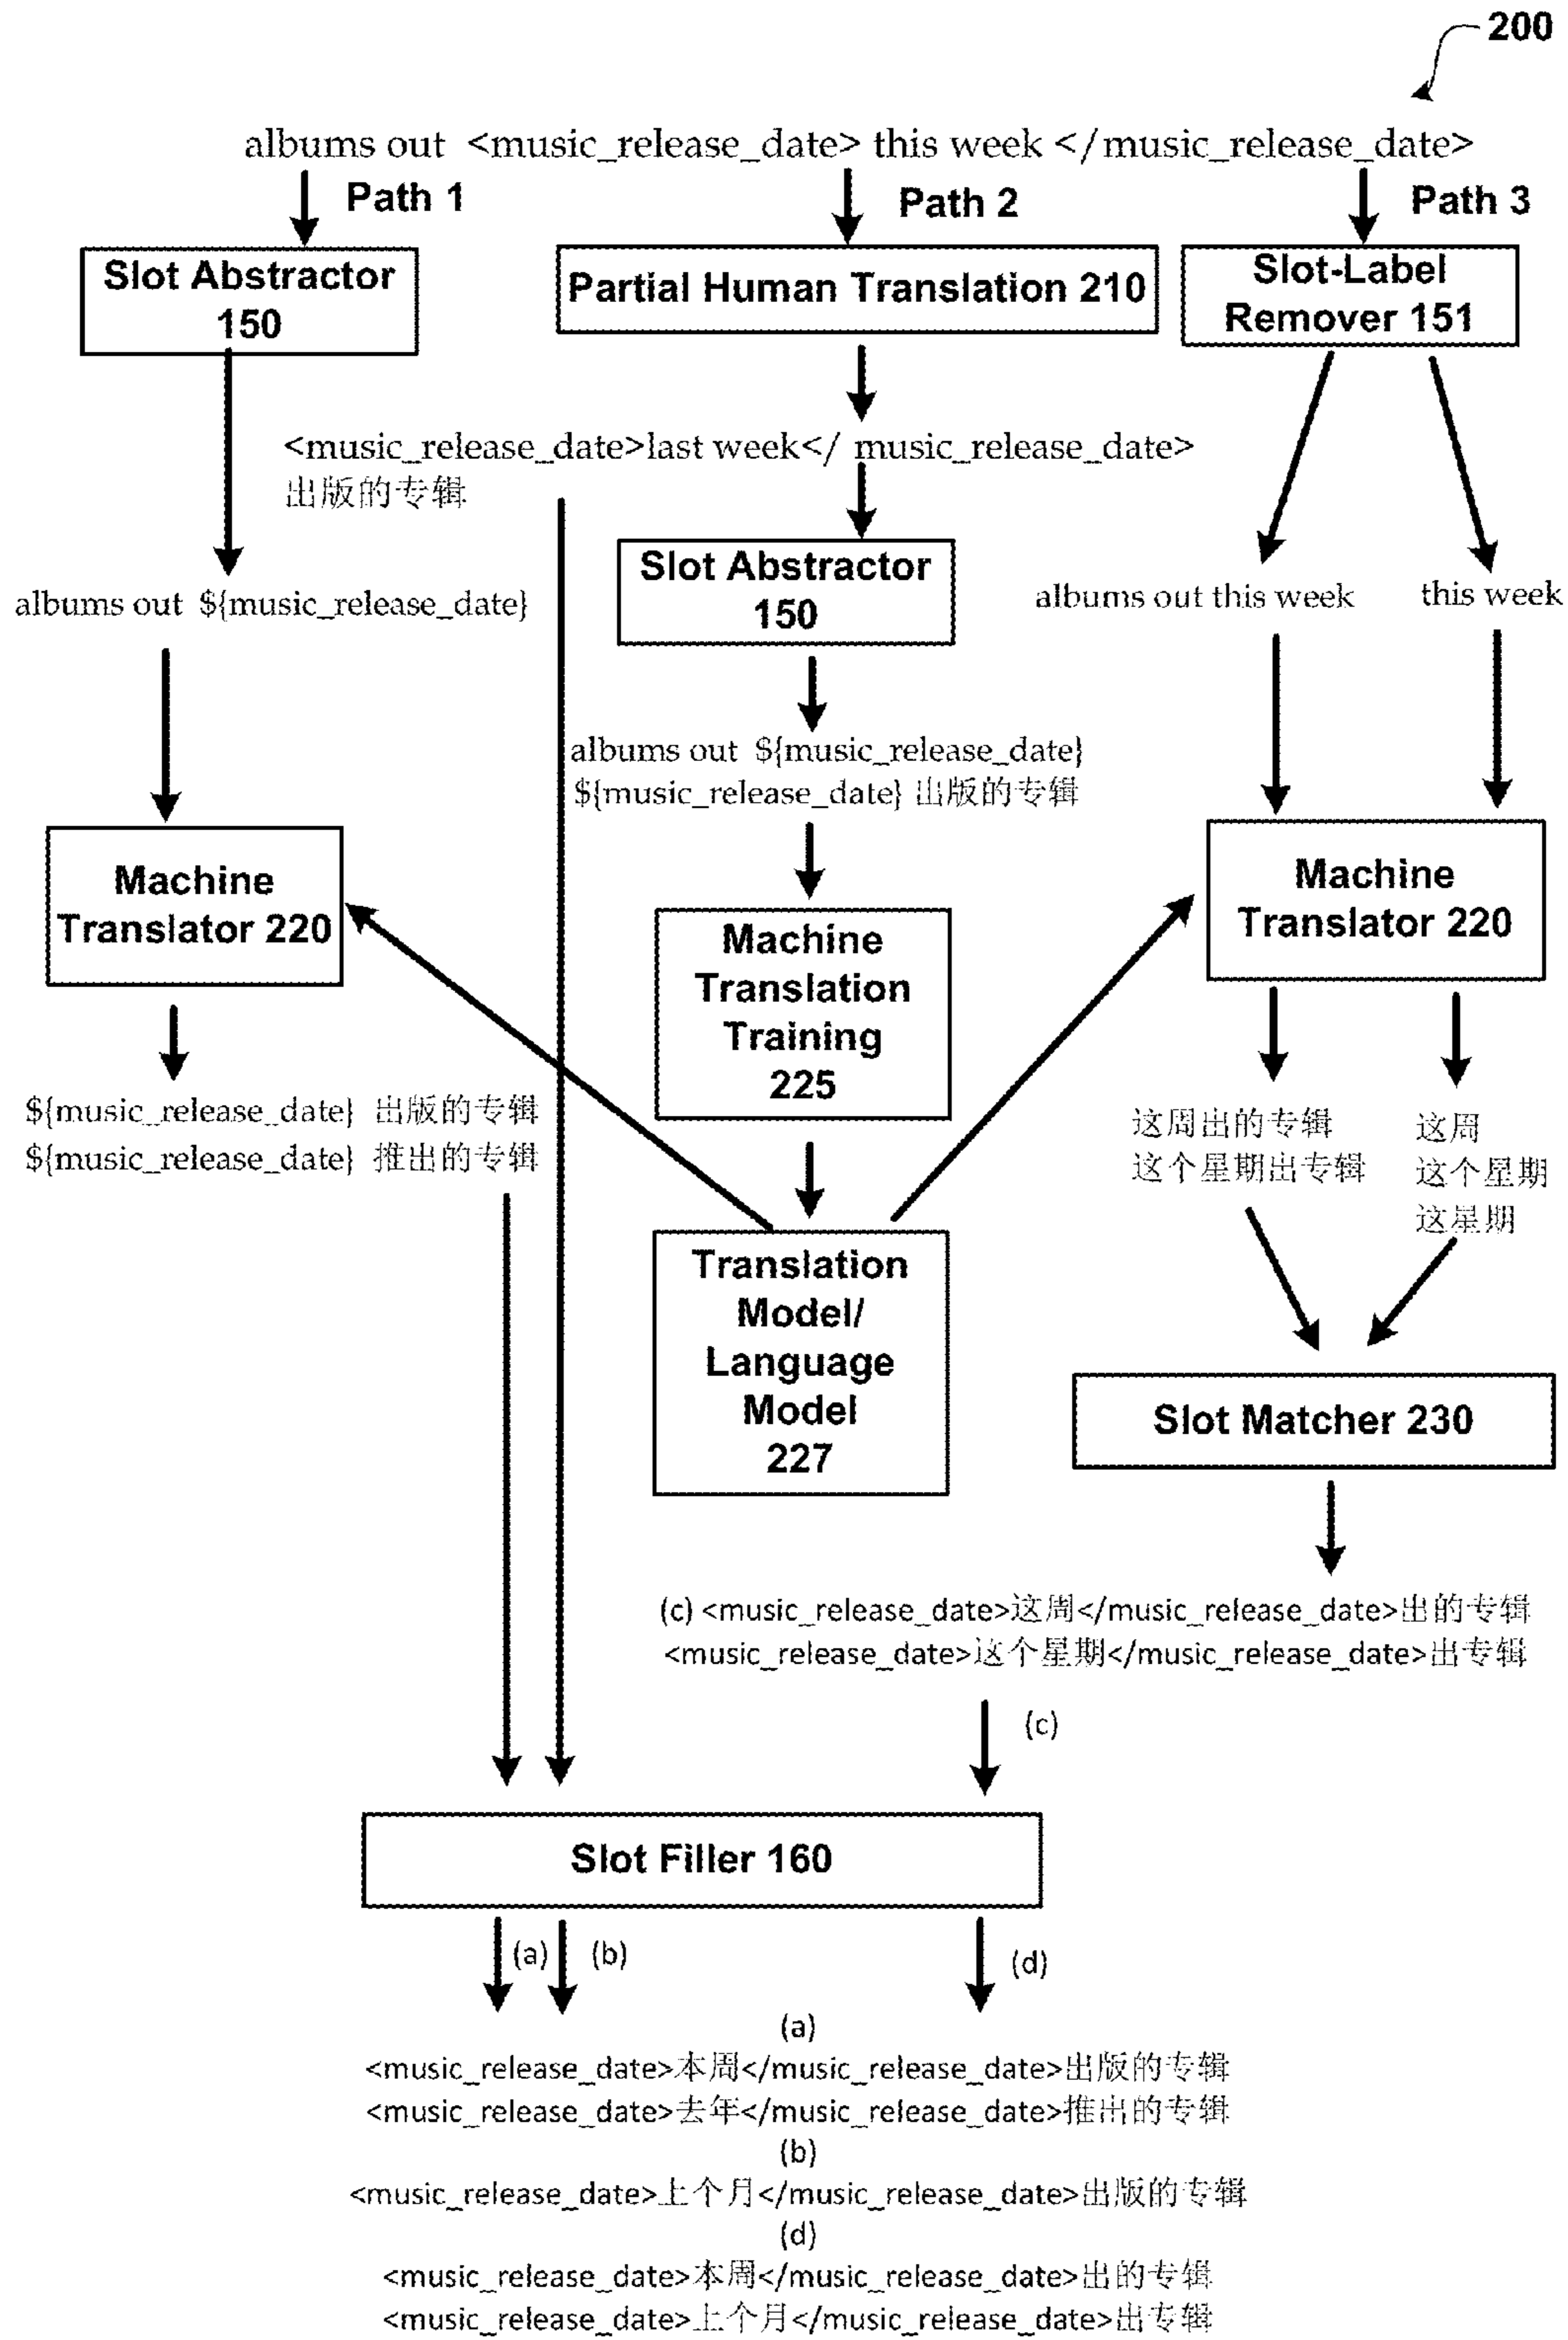 200
albums out <music_release_date> this week </music_release_date>
Path 1
Path 2
Path 3
Slot Abstractor
150
Partial Human Translation 210
Slot-Label
Remover 151
<music_release_date>last week</ music_release_date>
出版的专辑
albums out ${music_release_date}
Slot Abstractor
150
albums out this week
this week
albums out ${music_release_date}
${music_release_date} 出版的专辑
Machine
Translator 220
Machine
Translation
Training
225
Machine
Translator 220
${music_release_date} 出版的专辑
${music_release_date} 推出的专辑
这周出的专辑
这个星期出专辑
这周
这个星期
这星期
Translation
Model/
Language
Model
227
Slot Matcher 230
(c) <music_release_date>这周</music_release_date>出的专辑
<music_release_date>这个星期</music_release_date>出专辑
(c)
Slot Filler 160
(a)
(b)
(d)
(a)
<music_release_date>本周</music_release_date>出版的专辑
<music_release_date>去年</music_release_date>推出的专辑
(b)
<music_release_date>上个月</music_release_date>出版的专辑
(d)
<music_release_date>本周</music_release_date>出的专辑
<music_release_date>上个月</music_release_date>出专辑